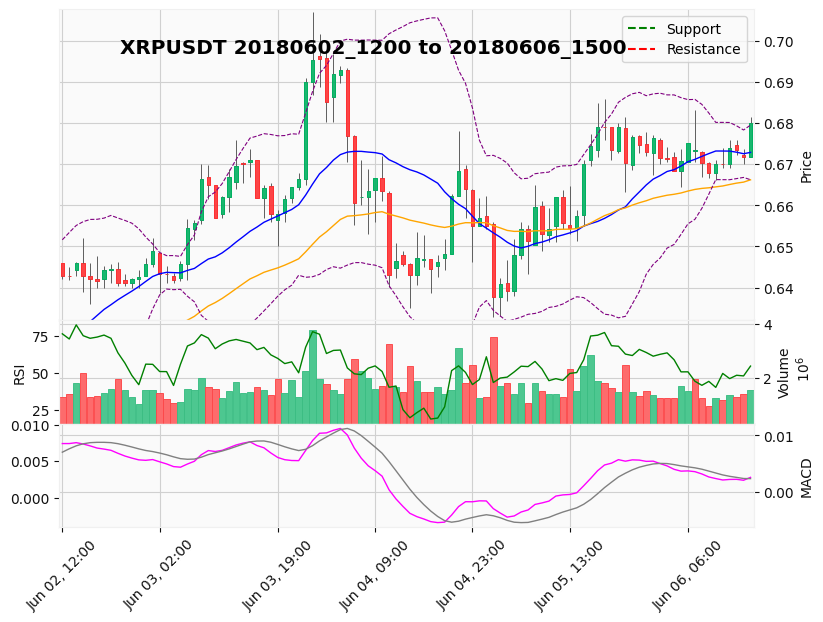 XRPUSDT 20180602_1200 to 20180606_1500
Support
Resistance
0.70
0.69
0.68
0.67
0.66
0.65
0.64
Price
75
50
25
RSI
4
2
Volume
10^6
0.010
0.005
0.000
0.01
0.00
MACD
Jun 02, 12:00
Jun 03, 02:00
Jun 03, 19:00
Jun 04, 09:00
Jun 04, 23:00
Jun 05, 13:00
Jun 06, 06:00